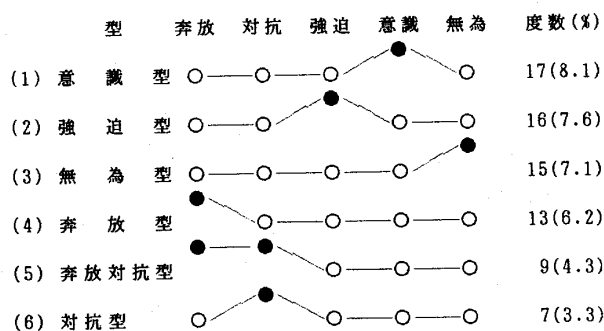 型 奔放 対抗 強迫 意識 無為 度数(%)
(1) 意識型 17(8.1)
(2) 強迫型 16(7.6)
(3) 無為型 15(7.1)
(4) 奔放型 13(6.2)
(5) 奔放対抗型 9(4.3)
(6) 対抗型 7(3.3)